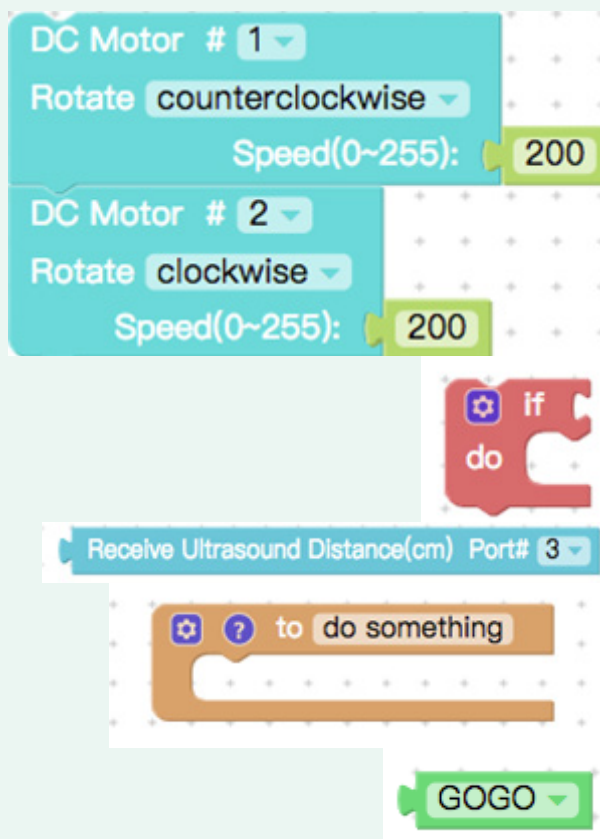 DC Motor # 1
Rotate counterclockwise
Speed(0~255): 200
DC Motor # 2
Rotate clockwise
Speed(0~255): 200
if
do
Receive Ultrasound Distance(cm) Port# 3
? to do something
GOGO